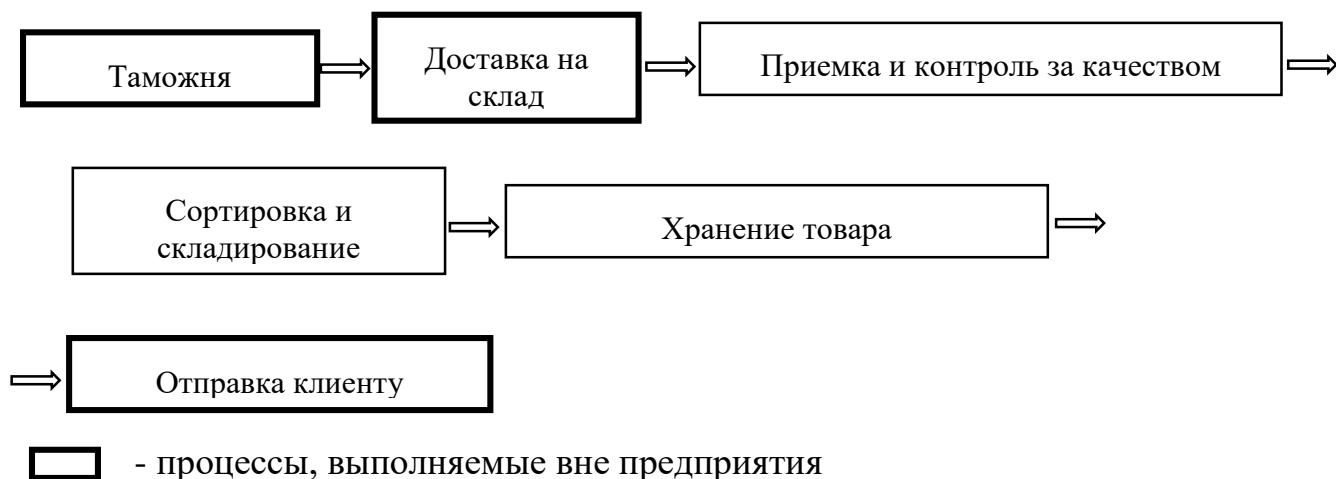 Таможня
Доставка на
склад
Приемка и контроль за качеством
Сортировка и
складирование
Хранение товара
Отправка клиенту
- процессы, выполняемые вне предприятия